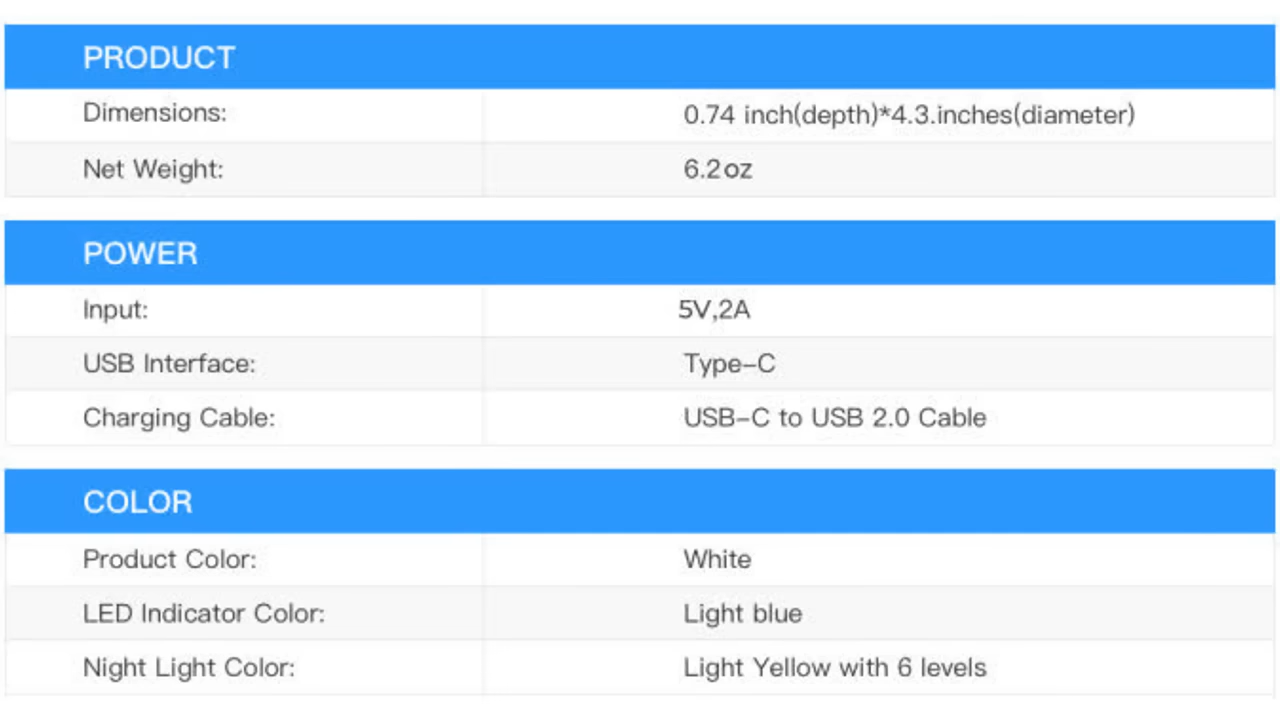 PRODUCT
Dimensions: 0.74 inch(depth)*4.3.inches(diameter)
Net Weight: 6.2oz
POWER
Input: 5V,2A
USB Interface: Type-C
Charging Cable: USB-C to USB 2.0 Cable
COLOR
Product Color: White
LED Indicator Color: Light blue
Night Light Color: Light Yellow with 6 levels